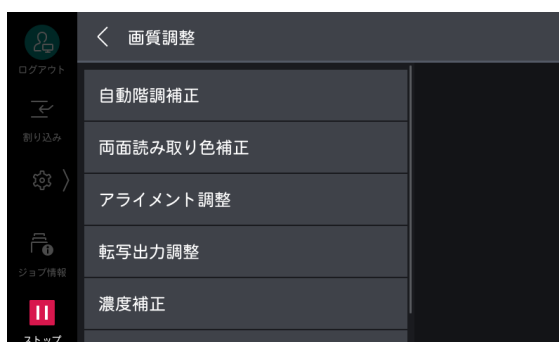 画質調整
ログアウト
割り込み
ジョブ情報
ストップ
自動階調補正
両面読み取り色補正
アライメント調整
転写出力調整
濃度補正